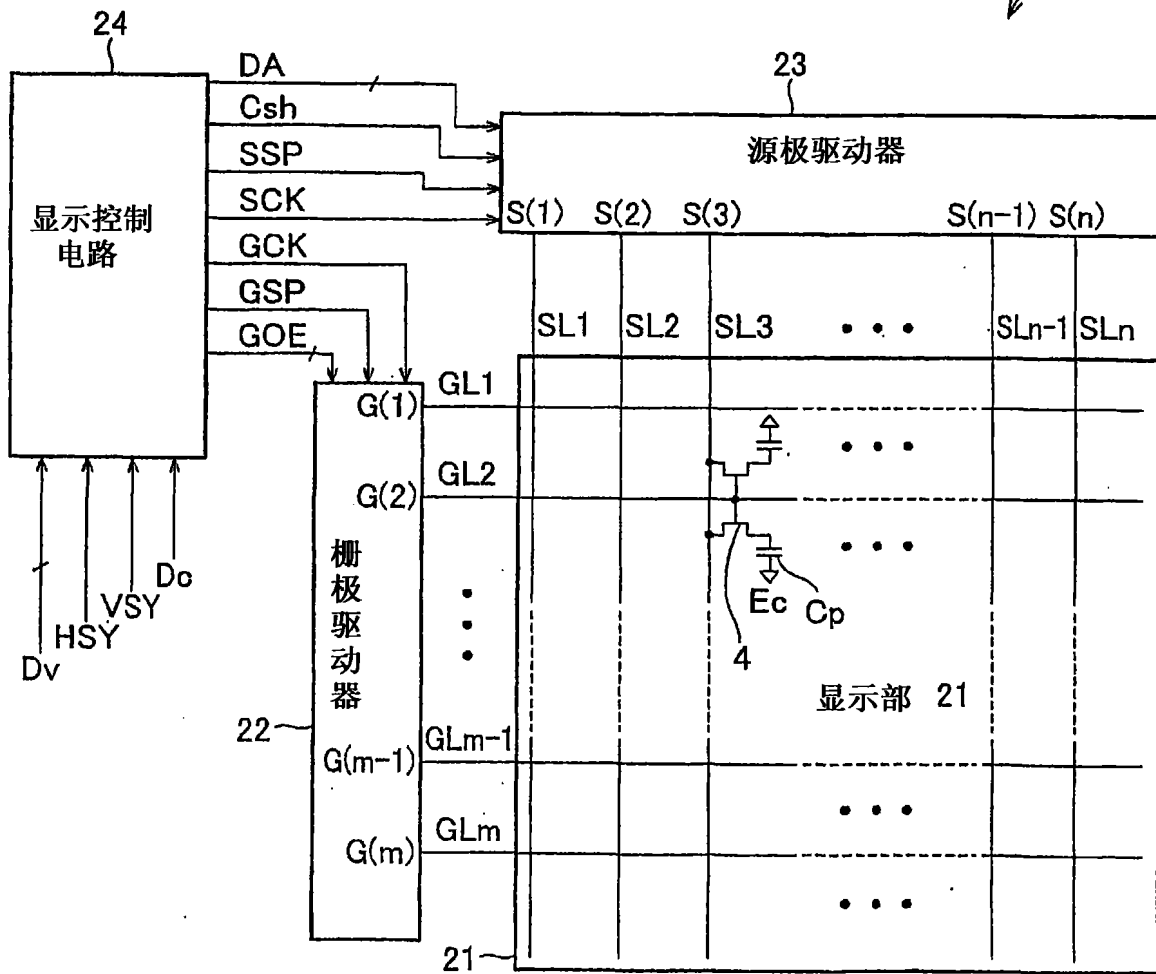 24
DA
Csh
SSP
SCK
GCK
GSP
GOE
显示控制
电路
Dv
HSY
VSY
Dc
23
源极驱动器
S(1) S(2) S(3) S(n-1) S(n)
SL1 SL2 SL3 • • • SLn-1 SLn
G(1) GL1
G(2) GL2
栅极驱动器
22
G(m-1) GLm-1
G(m) GLm
Ec Cp
4
显示部 21
21